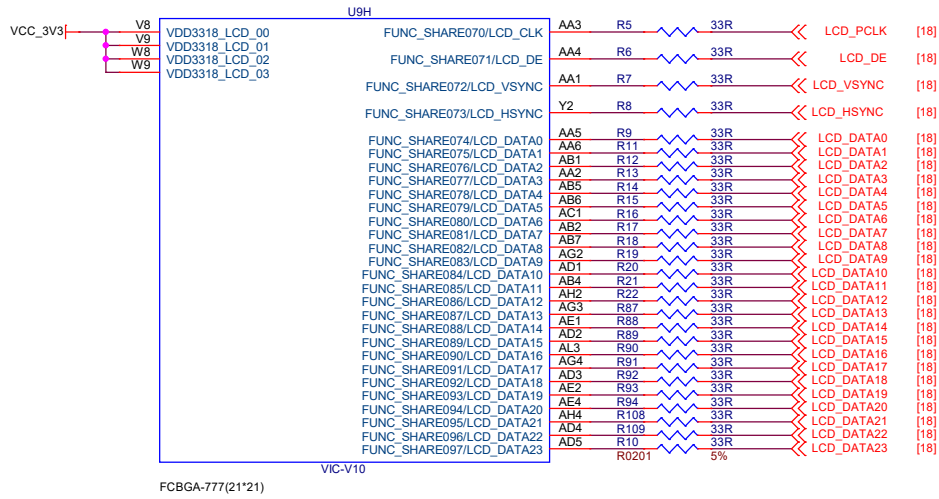 U9H
VCC_3V3 V8 VDD3318_LCD_00 FUNC_SHARE070/LCD_CLK AA3 R5 33R LCD_PCLK [18]
V9 VDD3318_LCD_01
W8 VDD3318_LCD_02 FUNC_SHARE071/LCD_DE AA4 R6 33R LCD_DE [18]
W9 VDD3318_LCD_03
FUNC_SHARE072/LCD_VSYNC AA1 R7 33R LCD_VSYNC [18]
FUNC_SHARE073/LCD_HSYNC Y2 R8 33R LCD_HSYNC [18]
FUNC_SHARE074/LCD_DATA0 AA5 R9 33R LCD_DATA0 [18]
FUNC_SHARE075/LCD_DATA1 AA6 R11 33R LCD_DATA1 [18]
FUNC_SHARE076/LCD_DATA2 AB1 R12 33R LCD_DATA2 [18]
FUNC_SHARE077/LCD_DATA3 AA2 R13 33R LCD_DATA3 [18]
FUNC_SHARE078/LCD_DATA4 AB5 R14 33R LCD_DATA4 [18]
FUNC_SHARE079/LCD_DATA5 AB6 R15 33R LCD_DATA5 [18]
FUNC_SHARE080/LCD_DATA6 AC1 R16 33R LCD_DATA6 [18]
FUNC_SHARE081/LCD_DATA7 AB2 R17 33R LCD_DATA7 [18]
FUNC_SHARE082/LCD_DATA8 AB7 R18 33R LCD_DATA8 [18]
FUNC_SHARE083/LCD_DATA9 AG2 R19 33R LCD_DATA9 [18]
FUNC_SHARE084/LCD_DATA10 AD1 R20 33R LCD_DATA10 [18]
FUNC_SHARE085/LCD_DATA11 AB4 R21 33R LCD_DATA11 [18]
FUNC_SHARE086/LCD_DATA12 AH2 R22 33R LCD_DATA12 [18]
FUNC_SHARE087/LCD_DATA13 AG3 R87 33R LCD_DATA13 [18]
FUNC_SHARE088/LCD_DATA14 AE1 R88 33R LCD_DATA14 [18]
FUNC_SHARE089/LCD_DATA15 AD2 R89 33R LCD_DATA15 [18]
FUNC_SHARE090/LCD_DATA16 AL3 R90 33R LCD_DATA16 [18]
FUNC_SHARE091/LCD_DATA17 AG4 R91 33R LCD_DATA17 [18]
FUNC_SHARE092/LCD_DATA18 AD3 R92 33R LCD_DATA18 [18]
FUNC_SHARE093/LCD_DATA19 AE2 R93 33R LCD_DATA19 [18]
FUNC_SHARE094/LCD_DATA20 AE4 R94 33R LCD_DATA20 [18]
FUNC_SHARE095/LCD_DATA21 AH4 R108 33R LCD_DATA21 [18]
FUNC_SHARE096/LCD_DATA22 AD4 R109 33R LCD_DATA22 [18]
FUNC_SHARE097/LCD_DATA23 AD5 R10 33R LCD_DATA23 [18]
R0201 5%
VIC-V10
FCBGA-777(21*21)